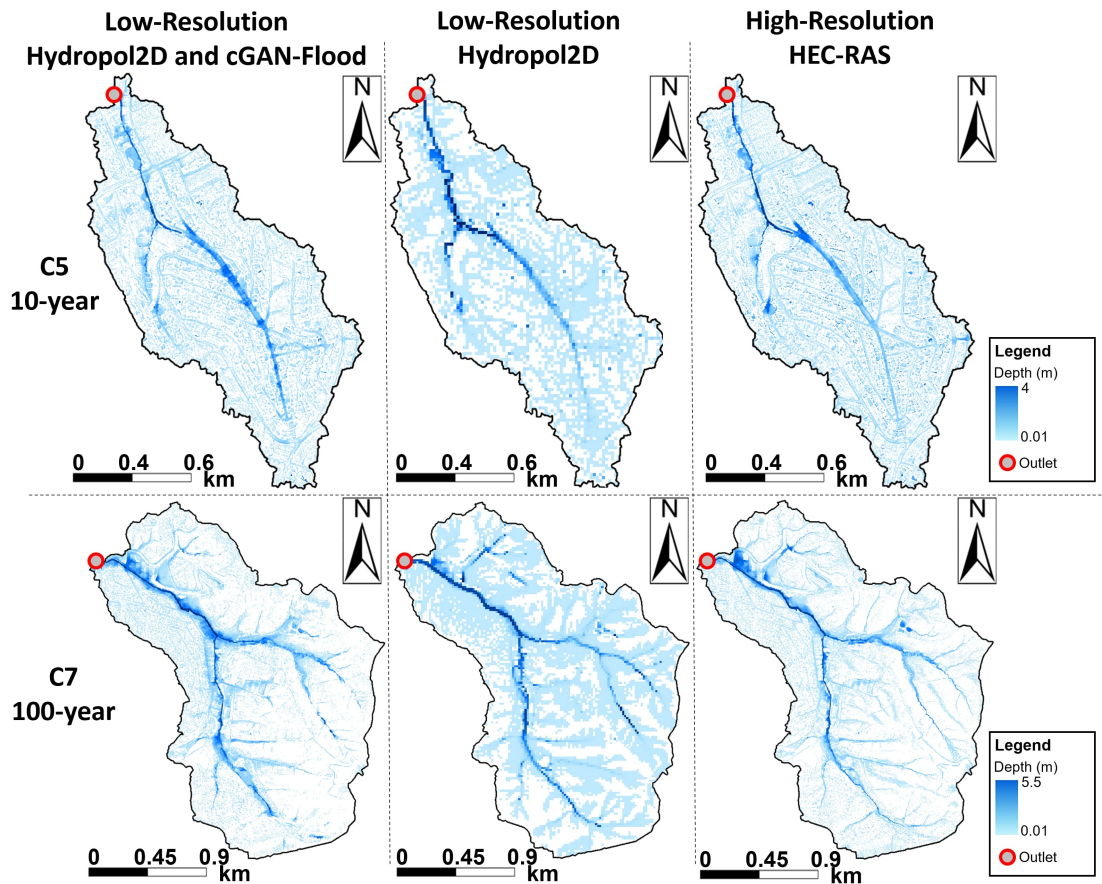 Low-Resolution
Hydropol2D and cGAN-Flood
Low-Resolution
Hydropol2D
High-Resolution
HEC-RAS
N
N
N
C5
10-year
Legend
Depth (m)
4
0.01
Outlet
0 0.4 0.6
km
0 0.4 0.6
km
0 0.4 0.6
km
N
N
N
C7
100-year
Legend
Depth (m)
5.5
0.01
Outlet
0 0.45 0.9
km
0 0.45 0.9
km
0 0.45 0.9
km